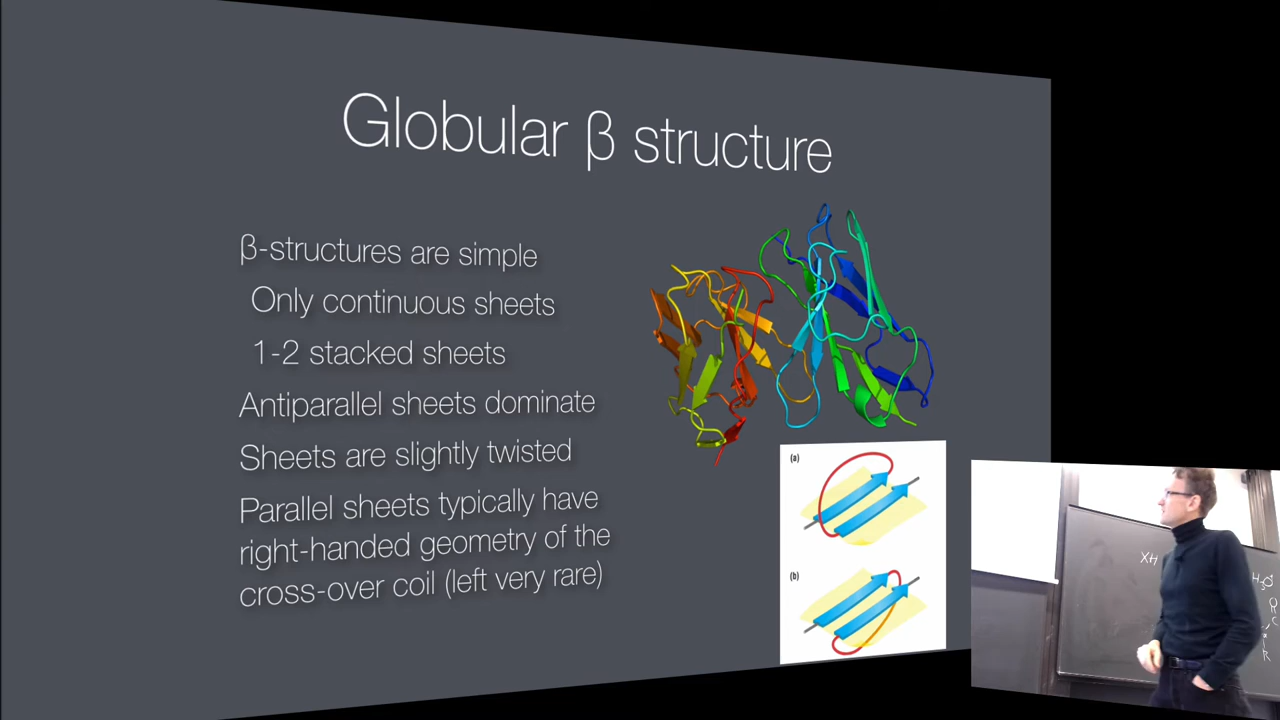 Globular β structure
β-structures are simple
Only continuous sheets
1-2 stacked sheets
Antiparallel sheets dominate
Sheets are slightly twisted
Parallel sheets typically have
right-handed geometry of the
cross-over coil (left very rare)
(a)
(b)
XH